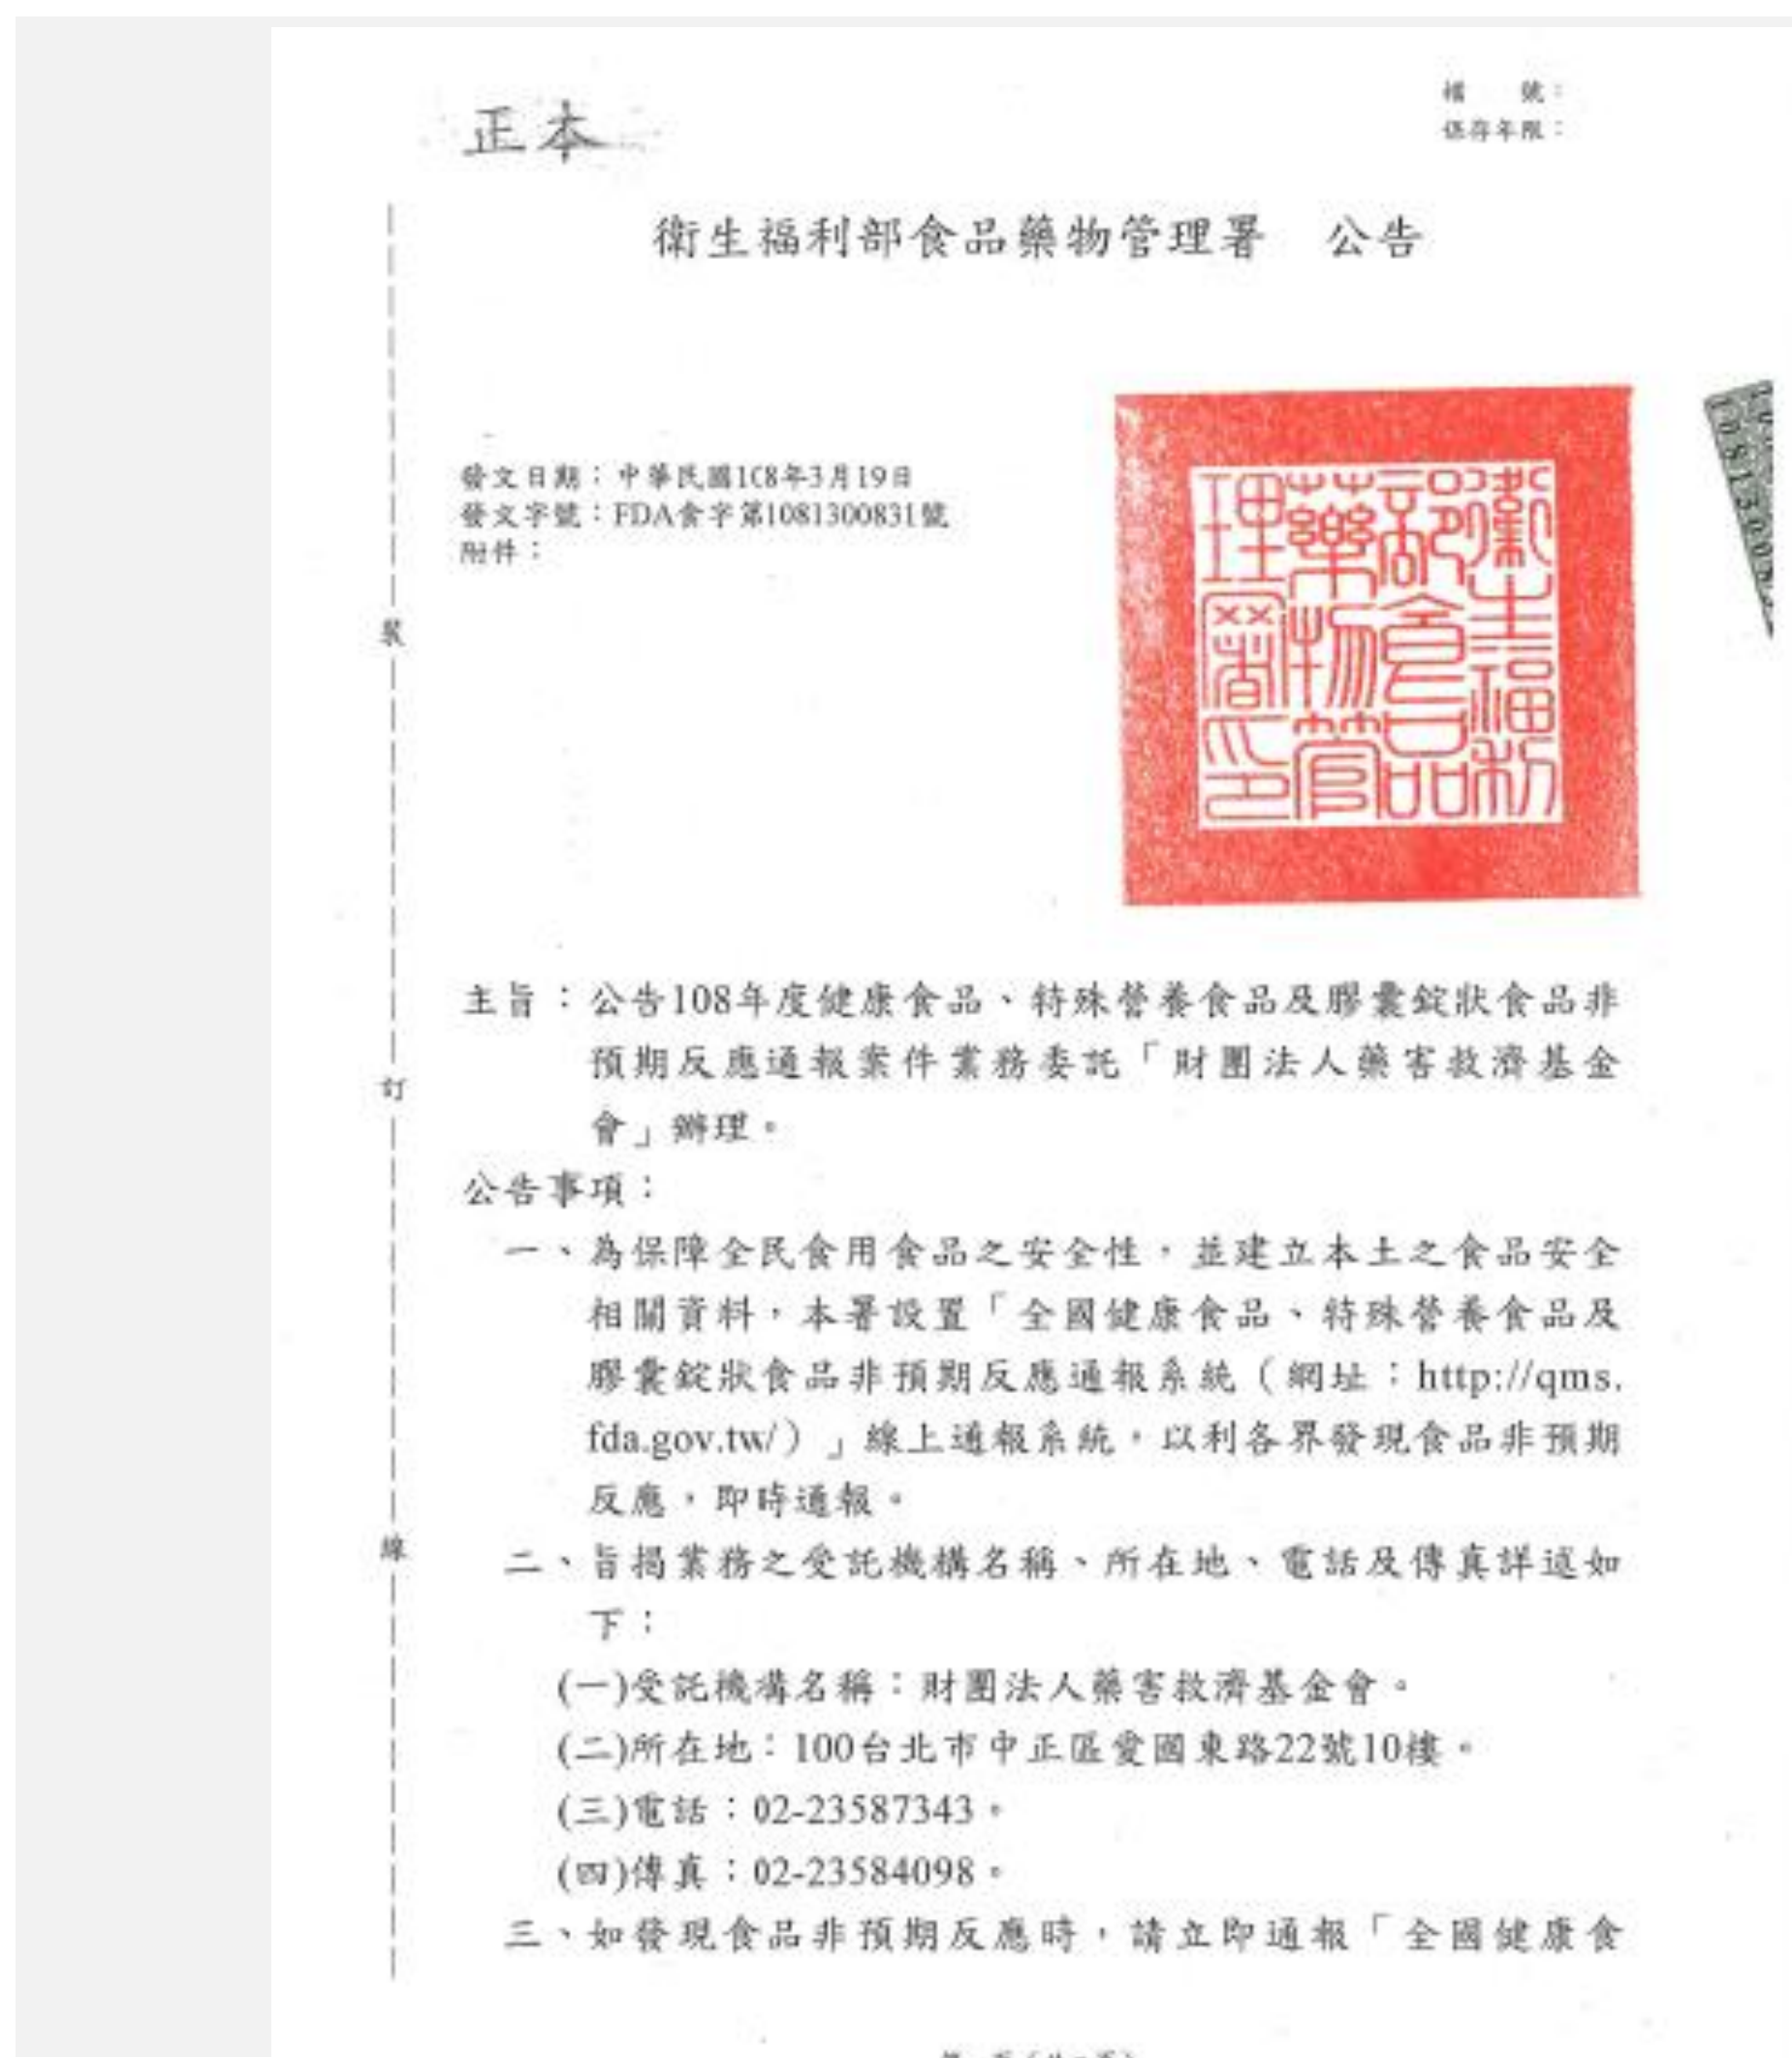 正本
檔　　號：
保存年限：
衛生福利部食品藥物管理署　公告
發文日期：中華民國108年3月19日
發文字號：FDA食字第1081300831號
附件：
衛生福利
部食品
藥物管
理署印
主旨：公告108年度健康食品、特殊營養食品及膠囊錠狀食品非
預期反應通報案件業務委託「財團法人藥害救濟基金
會」辦理。
公告事項：
一、為保障全民食用食品之安全性，並建立本土之食品安全
相關資料，本署設置「全國健康食品、特殊營養食品及
膠囊錠狀食品非預期反應通報系統（網址：http://qms.
fda.gov.tw/）」線上通報系統，以利各界發現食品非預期
反應，即時通報。
二、旨揭業務之受託機構名稱、所在地、電話及傳真詳述如
下：
(一)受託機構名稱：財團法人藥害救濟基金會。
(二)所在地：100台北市中正區愛國東路22號10樓。
(三)電話：02-23587343。
(四)傳真：02-23584098。
三、如發現食品非預期反應時，請立即通報「全國健康食
裝
訂
線